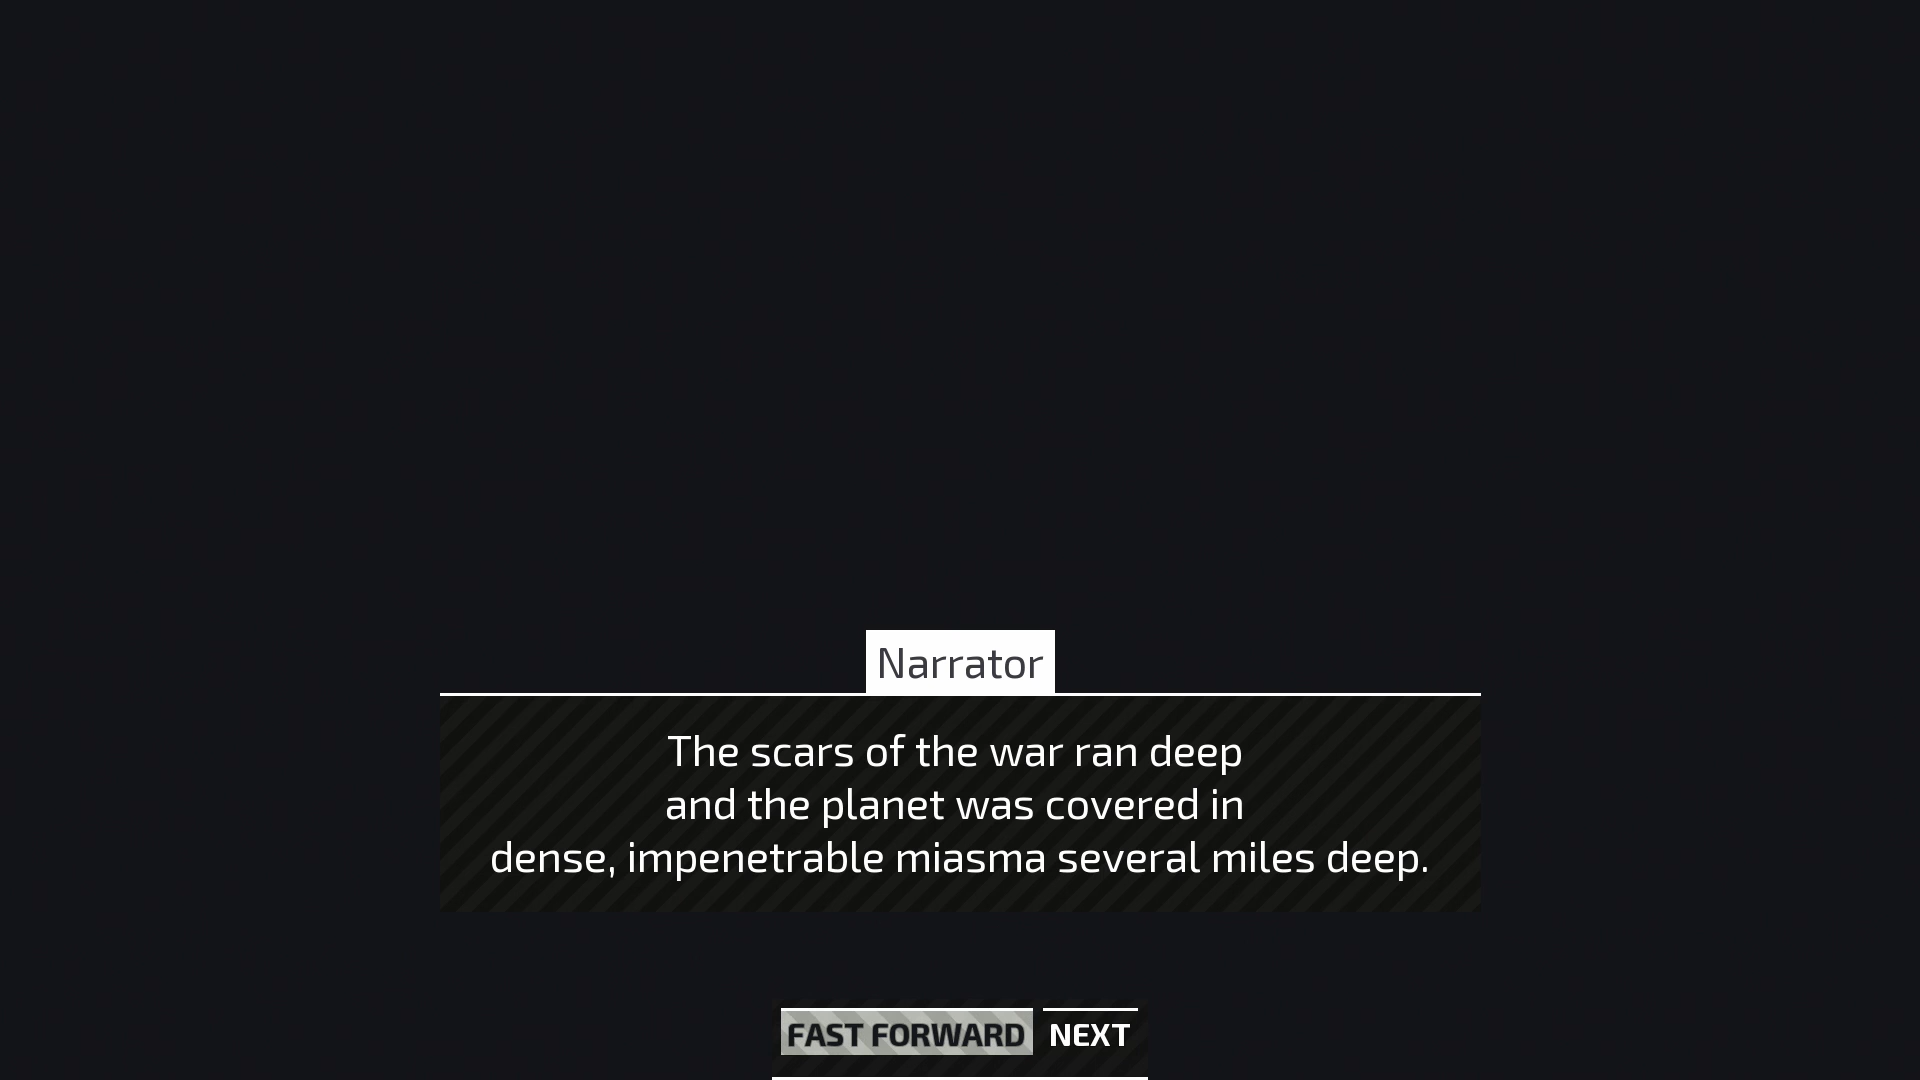 Narrator
The scars of the war ran deep
and the planet was covered in
dense, impenetrable miasma several miles deep.
FAST FORWARD NEXT